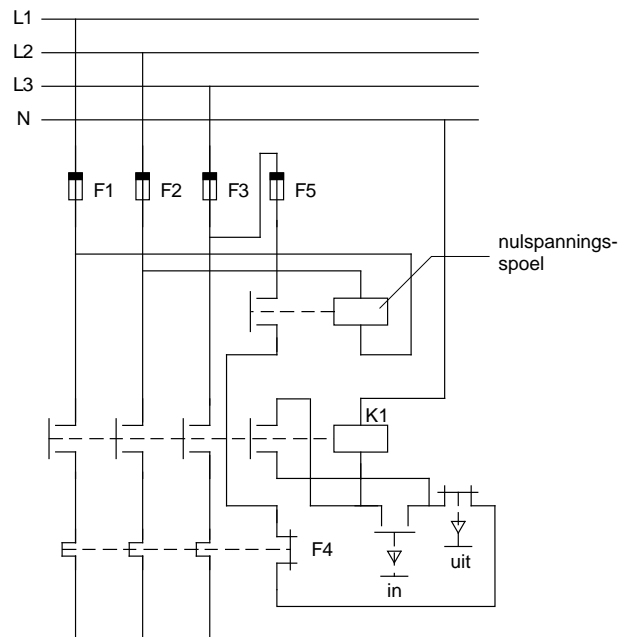 L1
L2
L3
N
F1
F2
F3
F5
nulspannings-
spoel
K1
F4
in
uit